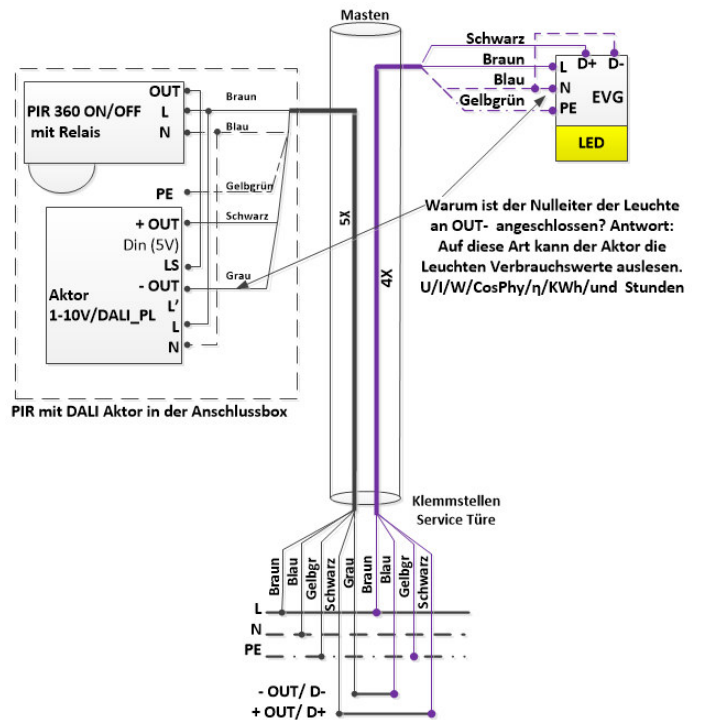 Masten
Schwarz
Braun
Blau
Gelbgrün
L
N
PE
D+ D-
EVG
LED
PIR 360 ON/OFF
mit Relais
OUT
L
N
Braun
Blau
PE
Gelbgrün
Schwarz
Grau
+ OUT
Din (5V)
LS
- OUT
L'
L
N
Aktor
1-10V/DALI_PL
PIR mit DALI Aktor in der Anschlussbox
5X
4X
Warum ist der Nulleiter der Leuchte
an OUT- angeschlossen? Antwort:
Auf diese Art kann der Aktor die
Leuchten Verbrauchswerte auslesen.
U/I/W/CosPhy/η/KWh/und Stunden
Klemmstellen
Service Türe
Braun
Blau
Gelbgr
Schwarz
Grau
Braun
Blau
Gelbgr
Schwarz
L
N
PE
- OUT/ D-
+ OUT/ D+